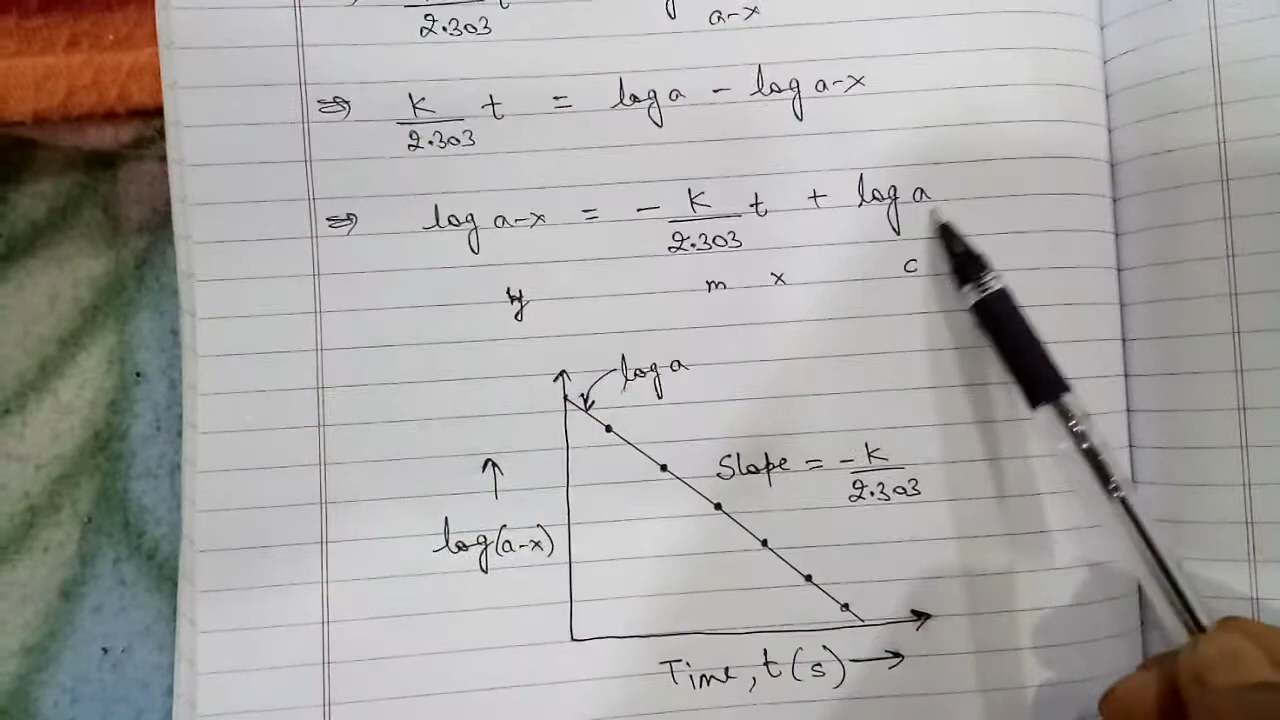 2.303 t
a-x
⇒ K/2.303 t = log a - log a-x
⇒ log a-x = - K/2.303 t + log a
y m x c
log a
Slope = -K/2.303
log(a-x)
Time, t(s) →